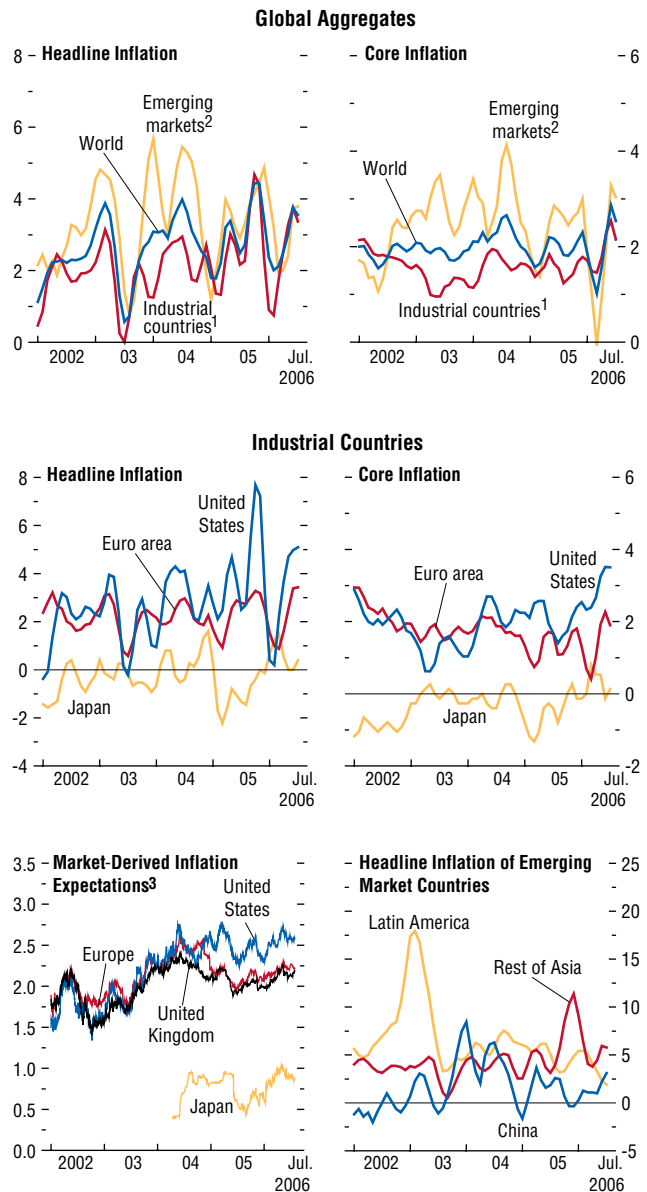 Global Aggregates
Headline Inflation
8
6
4
2
0
Emerging
markets2
World
Industrial
countries1
2002
03
04
05
Jul.
2006
Core Inflation
6
4
2
0
Emerging
markets2
World
Industrial countries1
2002
03
04
05
Jul.
2006
Industrial Countries
Headline Inflation
8
6
4
2
0
-2
-4
United
States
Euro area
Japan
2002
03
04
05
Jul.
2006
Core Inflation
6
4
2
0
-2
United
States
Euro area
Japan
2002
03
04
05
Jul.
2006
Market-Derived Inflation
Expectations3
3.5
3.0
2.5
2.0
1.5
1.0
0.5
0.0
United
States
Europe
United
Kingdom
Japan
2002
03
04
05
Jul.
2006
Headline Inflation of Emerging
Market Countries
25
20
15
10
5
0
-5
Latin America
Rest of Asia
China
2002
03
04
05
Jul.
2006